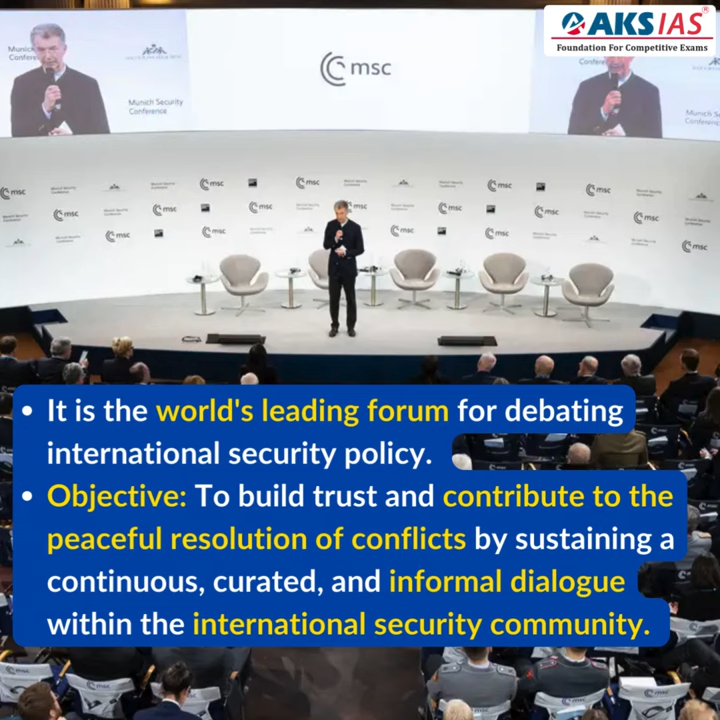 AKSIAS®
Foundation For Competitive Exams
Munich Security
Conference
msc
• It is the world's leading forum for debating
international security policy.
• Objective: To build trust and contribute to the
peaceful resolution of conflicts by sustaining a
continuous, curated, and informal dialogue
within the international security community.